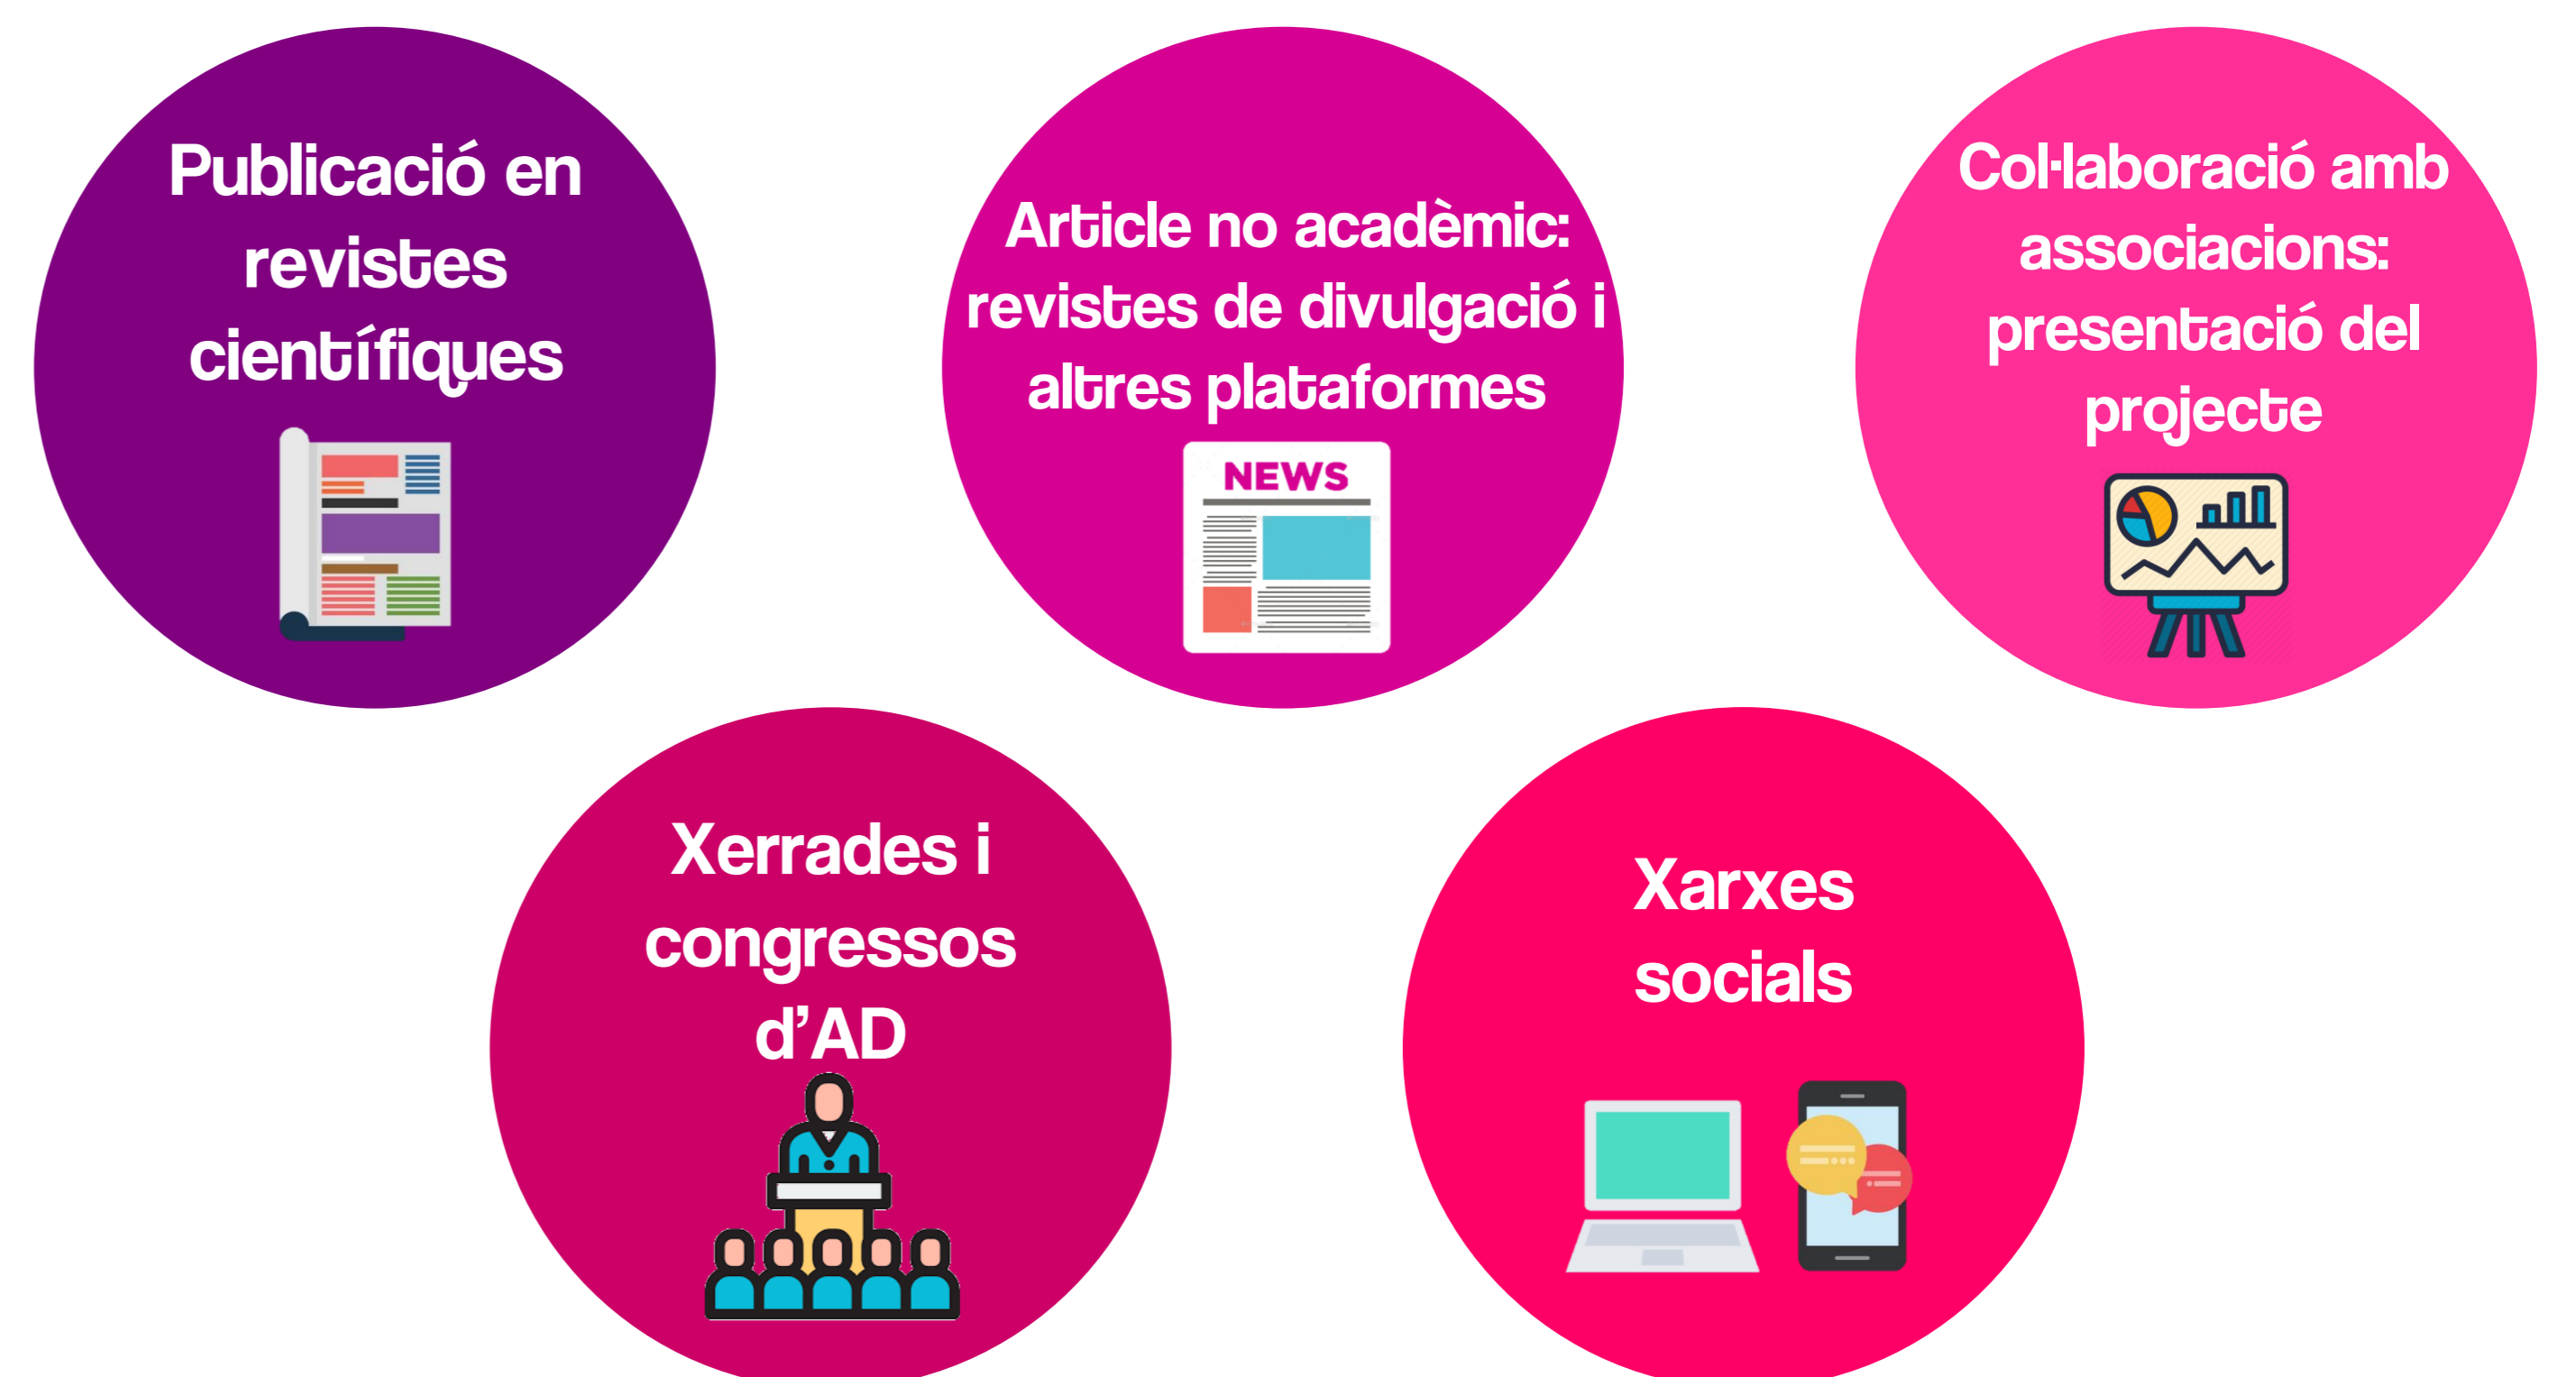 Publicació en
revistes
científiques
Article no acadèmic:
revistes de divulgació i
altres plataformes
NEWS
Col·laboració amb
associacions:
presentació del
projecte
Xerrades i
congressos
d’AD
Xarxes
socials